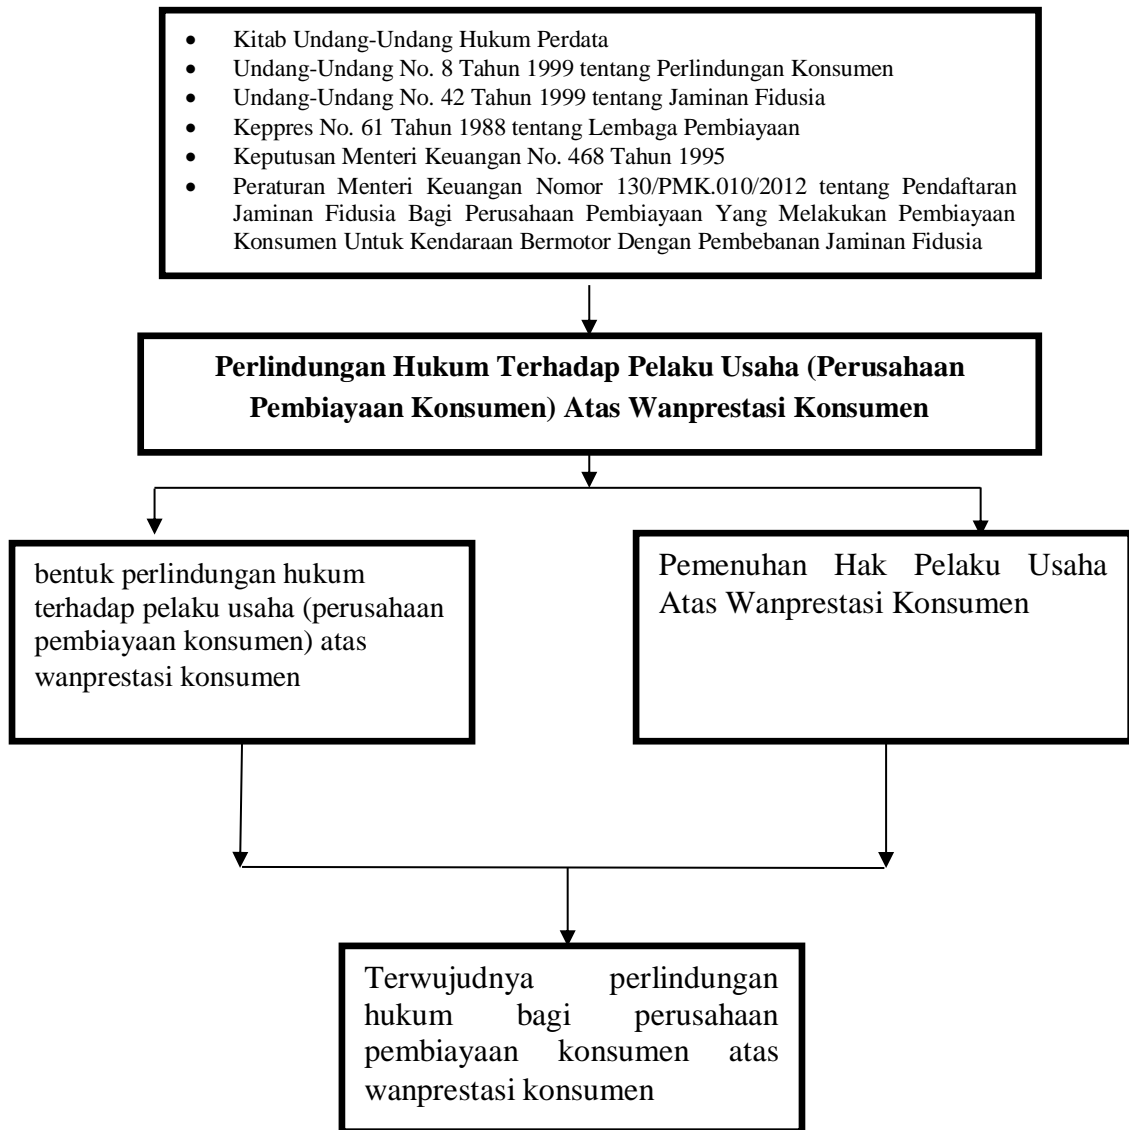 • Kitab Undang-Undang Hukum Perdata
• Undang-Undang No. 8 Tahun 1999 tentang Perlindungan Konsumen
• Undang-Undang No. 42 Tahun 1999 tentang Jaminan Fidusia
• Keppres No. 61 Tahun 1988 tentang Lembaga Pembiayaan
• Keputusan Menteri Keuangan No. 468 Tahun 1995
• Peraturan Menteri Keuangan Nomor 130/PMK.010/2012 tentang Pendaftaran
Jaminan Fidusia Bagi Perusahaan Pembiayaan Yang Melakukan Pembiayaan
Konsumen Untuk Kendaraan Bermotor Dengan Pembebanan Jaminan Fidusia
Perlindungan Hukum Terhadap Pelaku Usaha (Perusahaan
Pembiayaan Konsumen) Atas Wanprestasi Konsumen
bentuk perlindungan hukum
terhadap pelaku usaha (perusahaan
pembiayaan konsumen) atas
wanprestasi konsumen
Pemenuhan Hak Pelaku Usaha
Atas Wanprestasi Konsumen
Terwujudnya perlindungan
hukum bagi perusahaan
pembiayaan konsumen atas
wanprestasi konsumen